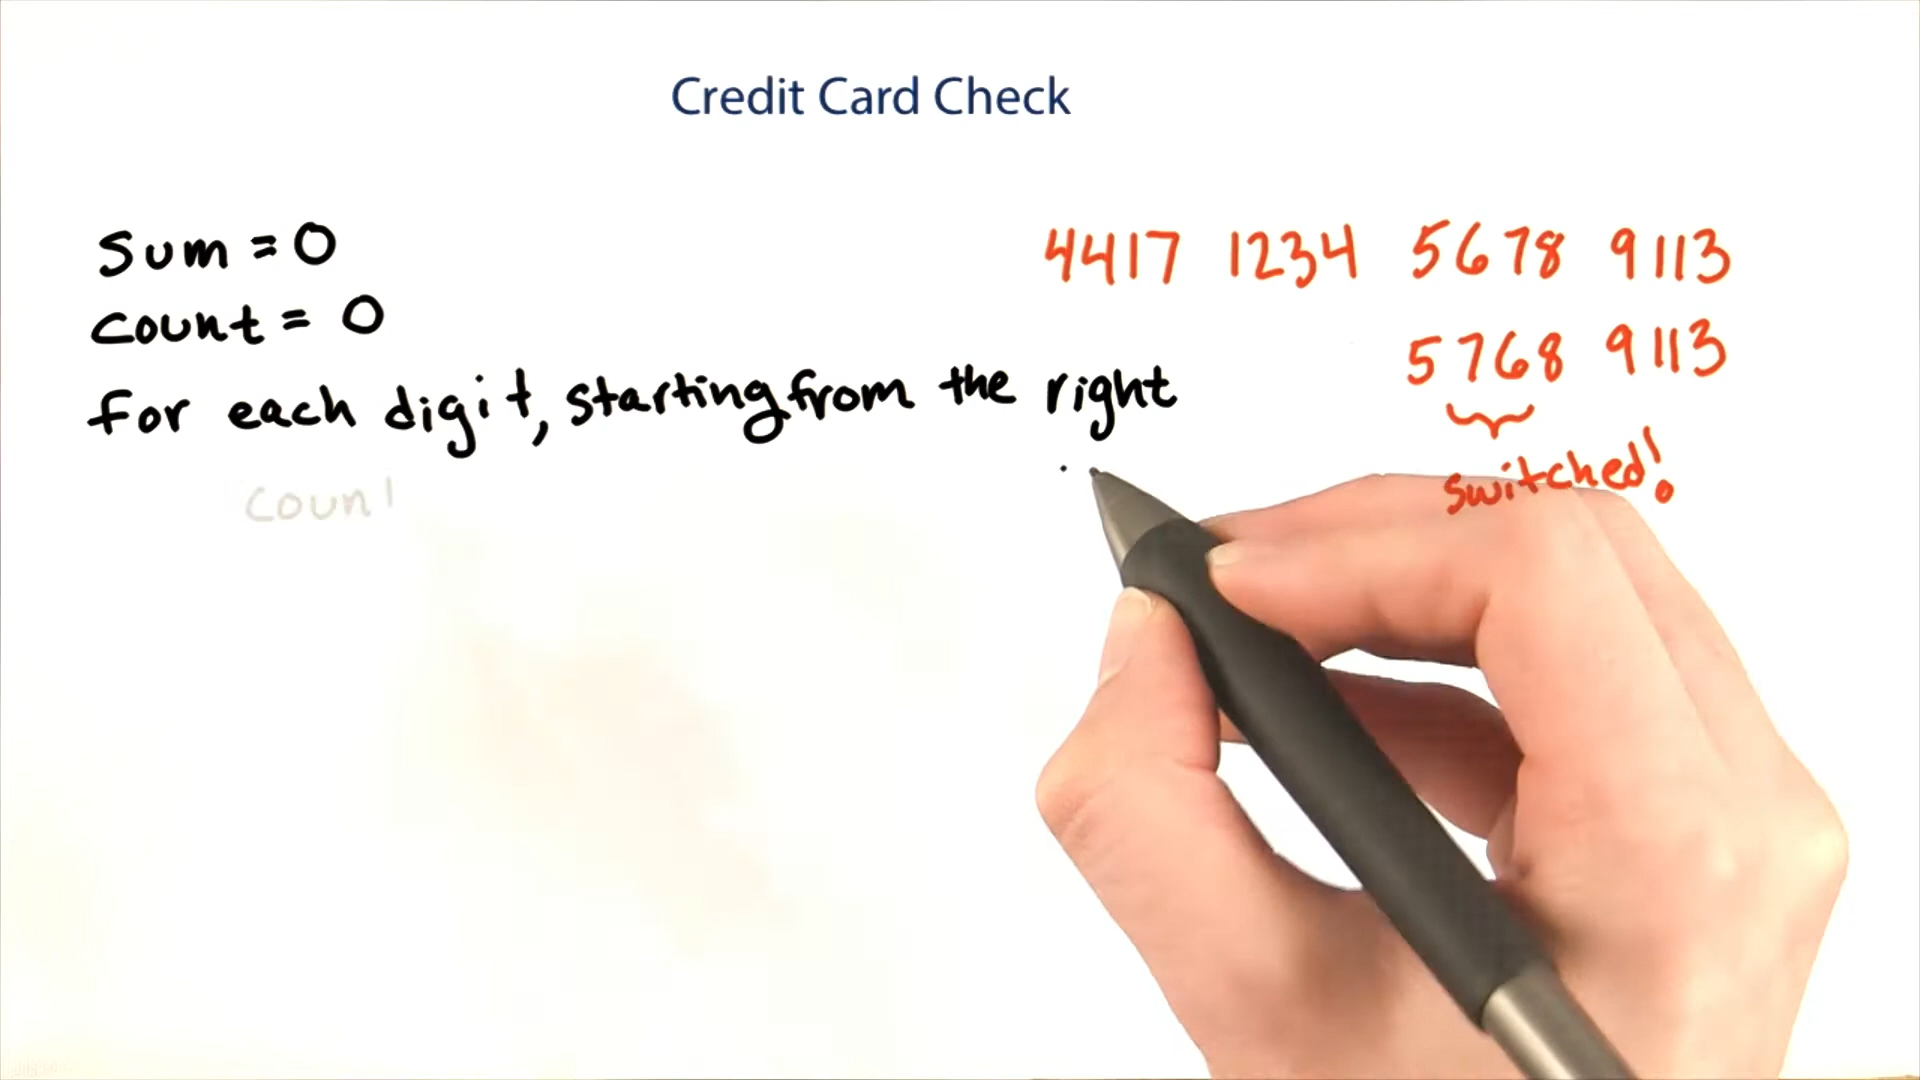 Credit Card Check
Sum = 0
Count = 0
For each digit, starting from the right
4417 1234 5678 9113
5768 9113
switched!